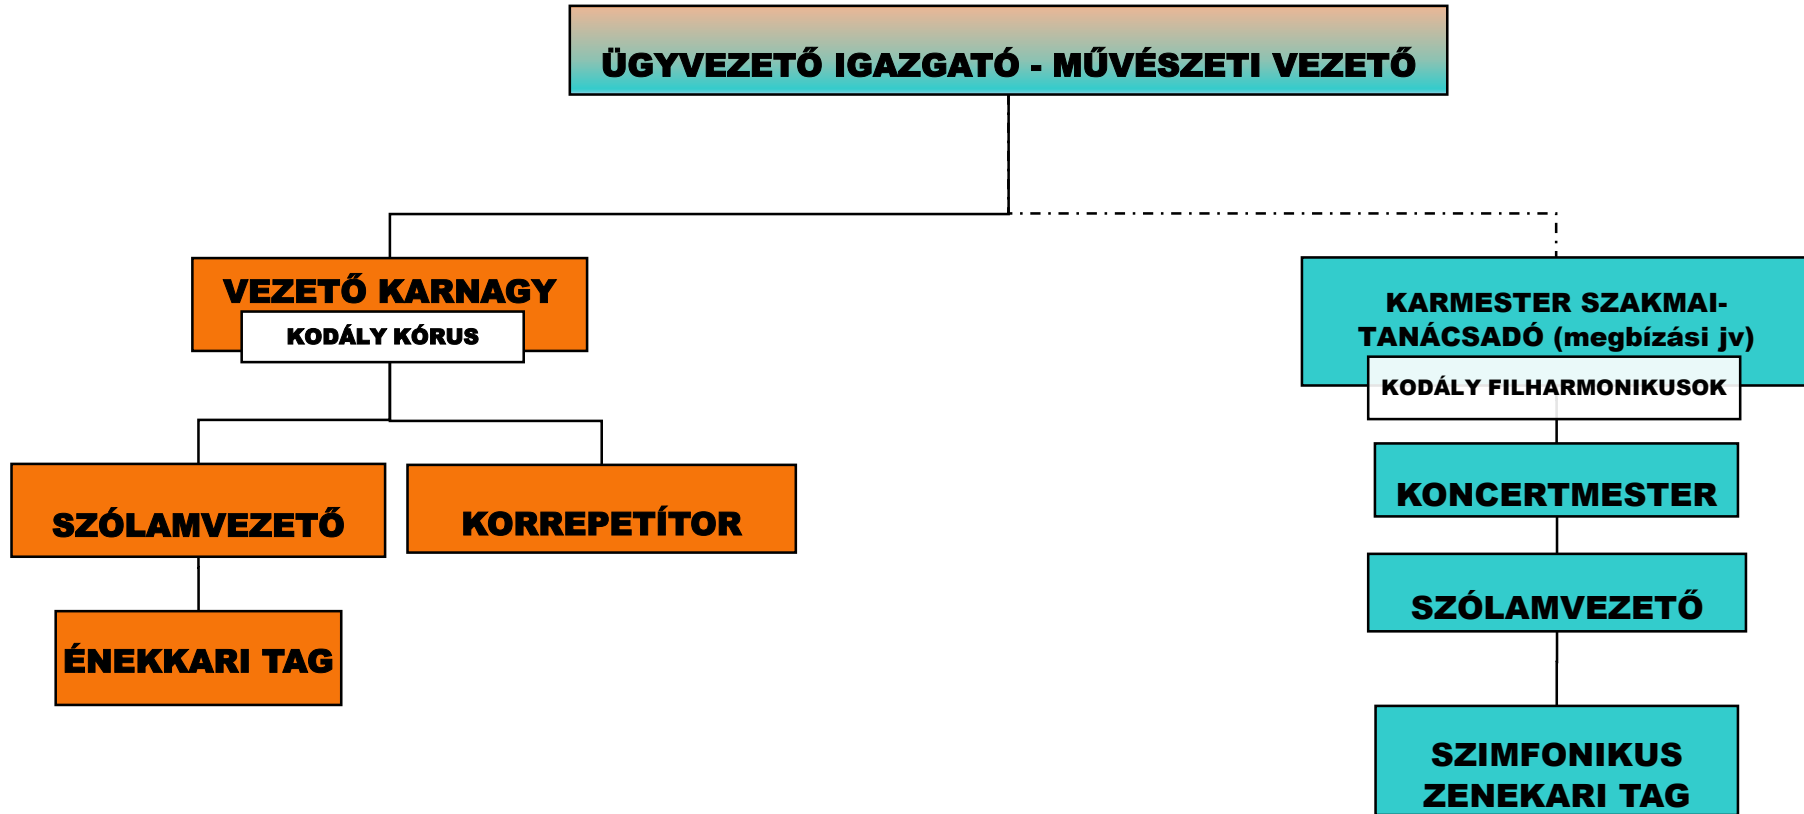 ÜGYVEZETŐ IGAZGATÓ - MŰVÉSZETI VEZETŐ
VEZETŐ KARNAGY
KODÁLY KÓRUS
KARMESTER SZAKMAI-
TANÁCSADÓ (megbízási jv)
KODÁLY FILHARMONIKUSOK
SZÓLAMVEZETŐ
KORREPETÍTOR
KONCERTMESTER
SZÓLAMVEZETŐ
ÉNEKKARI TAG
SZIMFONIKUS
ZENEKARI TAG